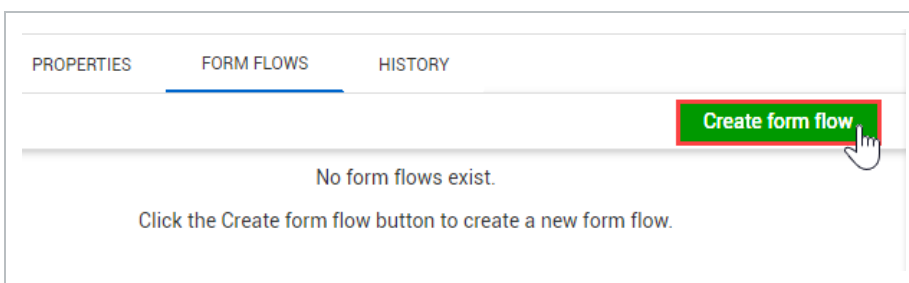 PROPERTIES FORM FLOWS HISTORY
Create form flow
No form flows exist.
Click the Create form flow button to create a new form flow.